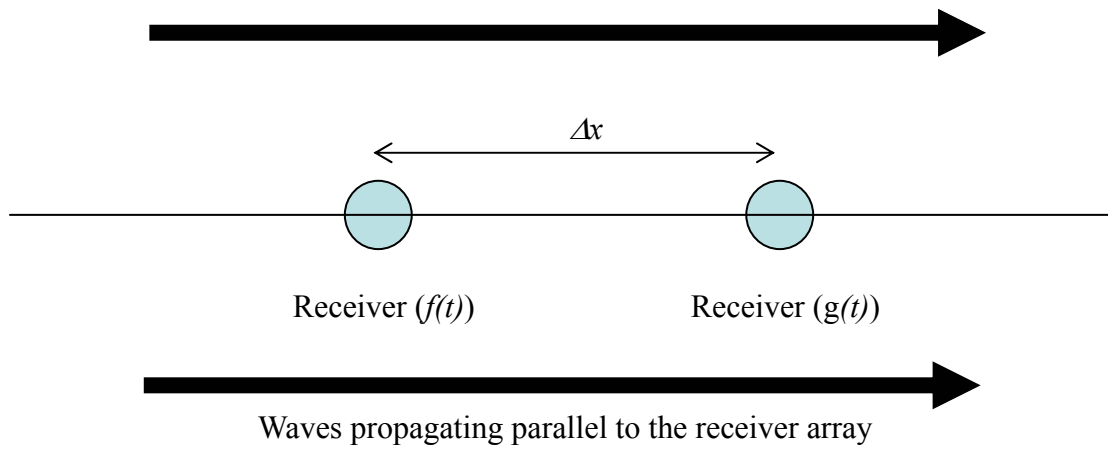 Δx
Receiver (f(t)) Receiver (g(t))
Waves propagating parallel to the receiver array